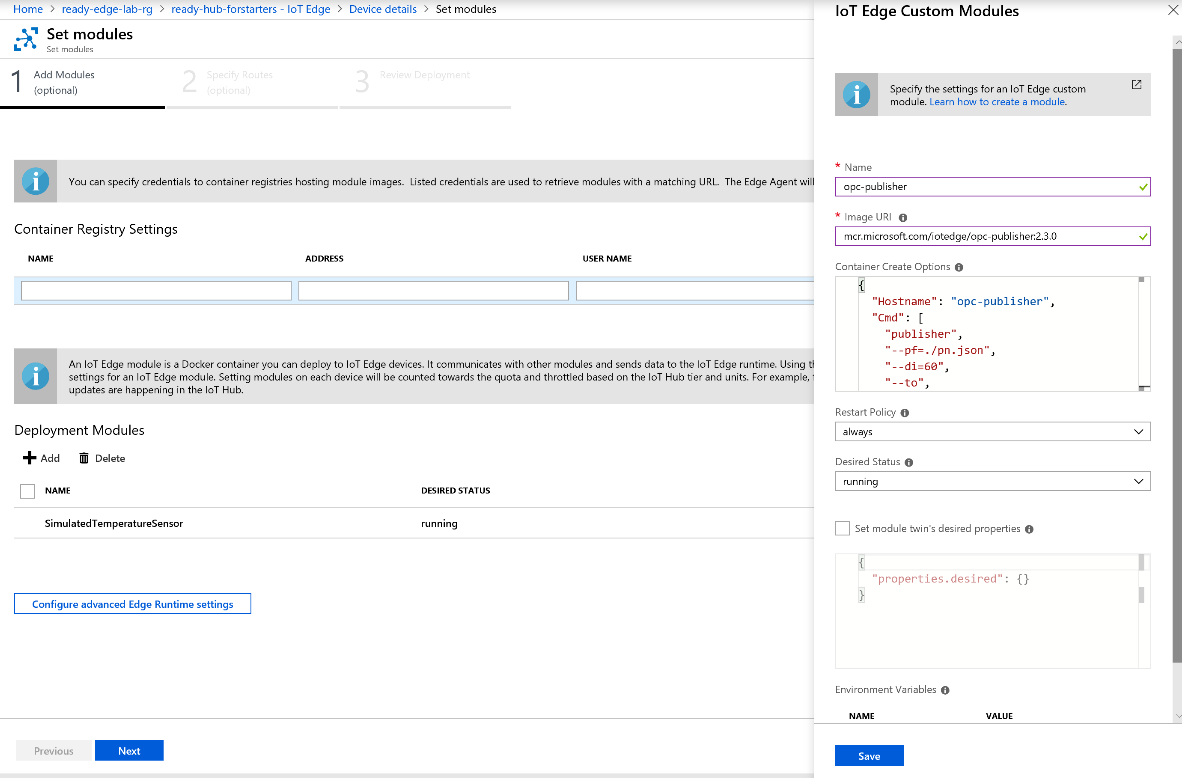 Home > ready-edge-lab-rg > ready-hub-forstarters - IoT Edge > Device details > Set modules
Set modules
Set modules
1 Add Modules
(optional)
2 Specify Routes
(optional)
3 Review Deployment
You can specify credentials to container registries hosting module images. Listed credentials are used to retrieve modules with a matching URL. The Edge Agent will
Container Registry Settings
NAME ADDRESS USER NAME
An IoT Edge module is a Docker container you can deploy to IoT Edge devices. It communicates with other modules and sends data to the IoT Edge runtime. Using th
settings for an IoT Edge module. Setting modules on each device will be counted towards the quota and throttled based on the IoT Hub tier and units. For example,
updates are happening in the IoT Hub.
Deployment Modules
Add Delete
NAME DESIRED STATUS
SimulatedTemperatureSensor running
Configure advanced Edge Runtime settings
Previous Next
IoT Edge Custom Modules
Specify the settings for an IoT Edge custom
module. Learn how to create a module.
* Name
opc-publisher
* Image URI
mcr.microsoft.com/iotedge/opc-publisher:2.3.0
Container Create Options
{
"Hostname": "opc-publisher",
"Cmd": [
"publisher",
"--pf=./pn.json",
"--di=60",
"--to",
Restart Policy
always
Desired Status
running
Set module twin's desired properties
{
"properties.desired": {}
}
Environment Variables
NAME VALUE
Save